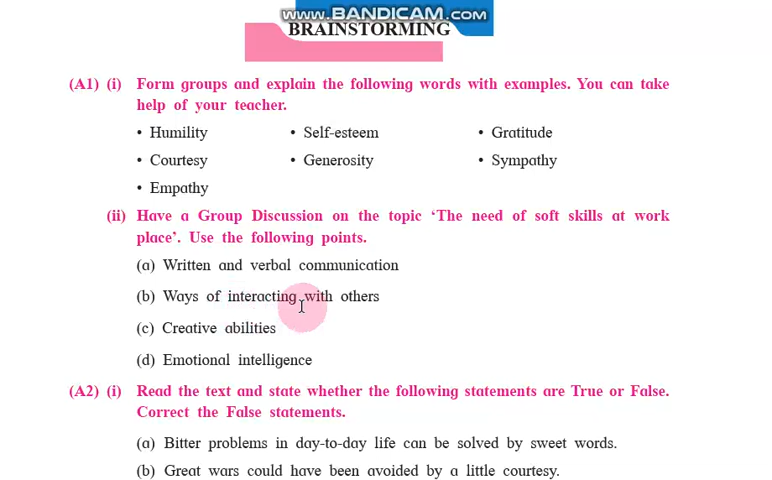 www.BANDICAM.com
BRAINSTORMING
(A1) (i) Form groups and explain the following words with examples. You can take
help of your teacher.
• Humility • Self-esteem • Gratitude
• Courtesy • Generosity • Sympathy
• Empathy
(ii) Have a Group Discussion on the topic ‘The need of soft skills at work
place’. Use the following points.
(a) Written and verbal communication
(b) Ways of interacting with others
(c) Creative abilities
(d) Emotional intelligence
(A2) (i) Read the text and state whether the following statements are True or False.
Correct the False statements.
(a) Bitter problems in day-to-day life can be solved by sweet words.
(b) Great wars could have been avoided by a little courtesy.